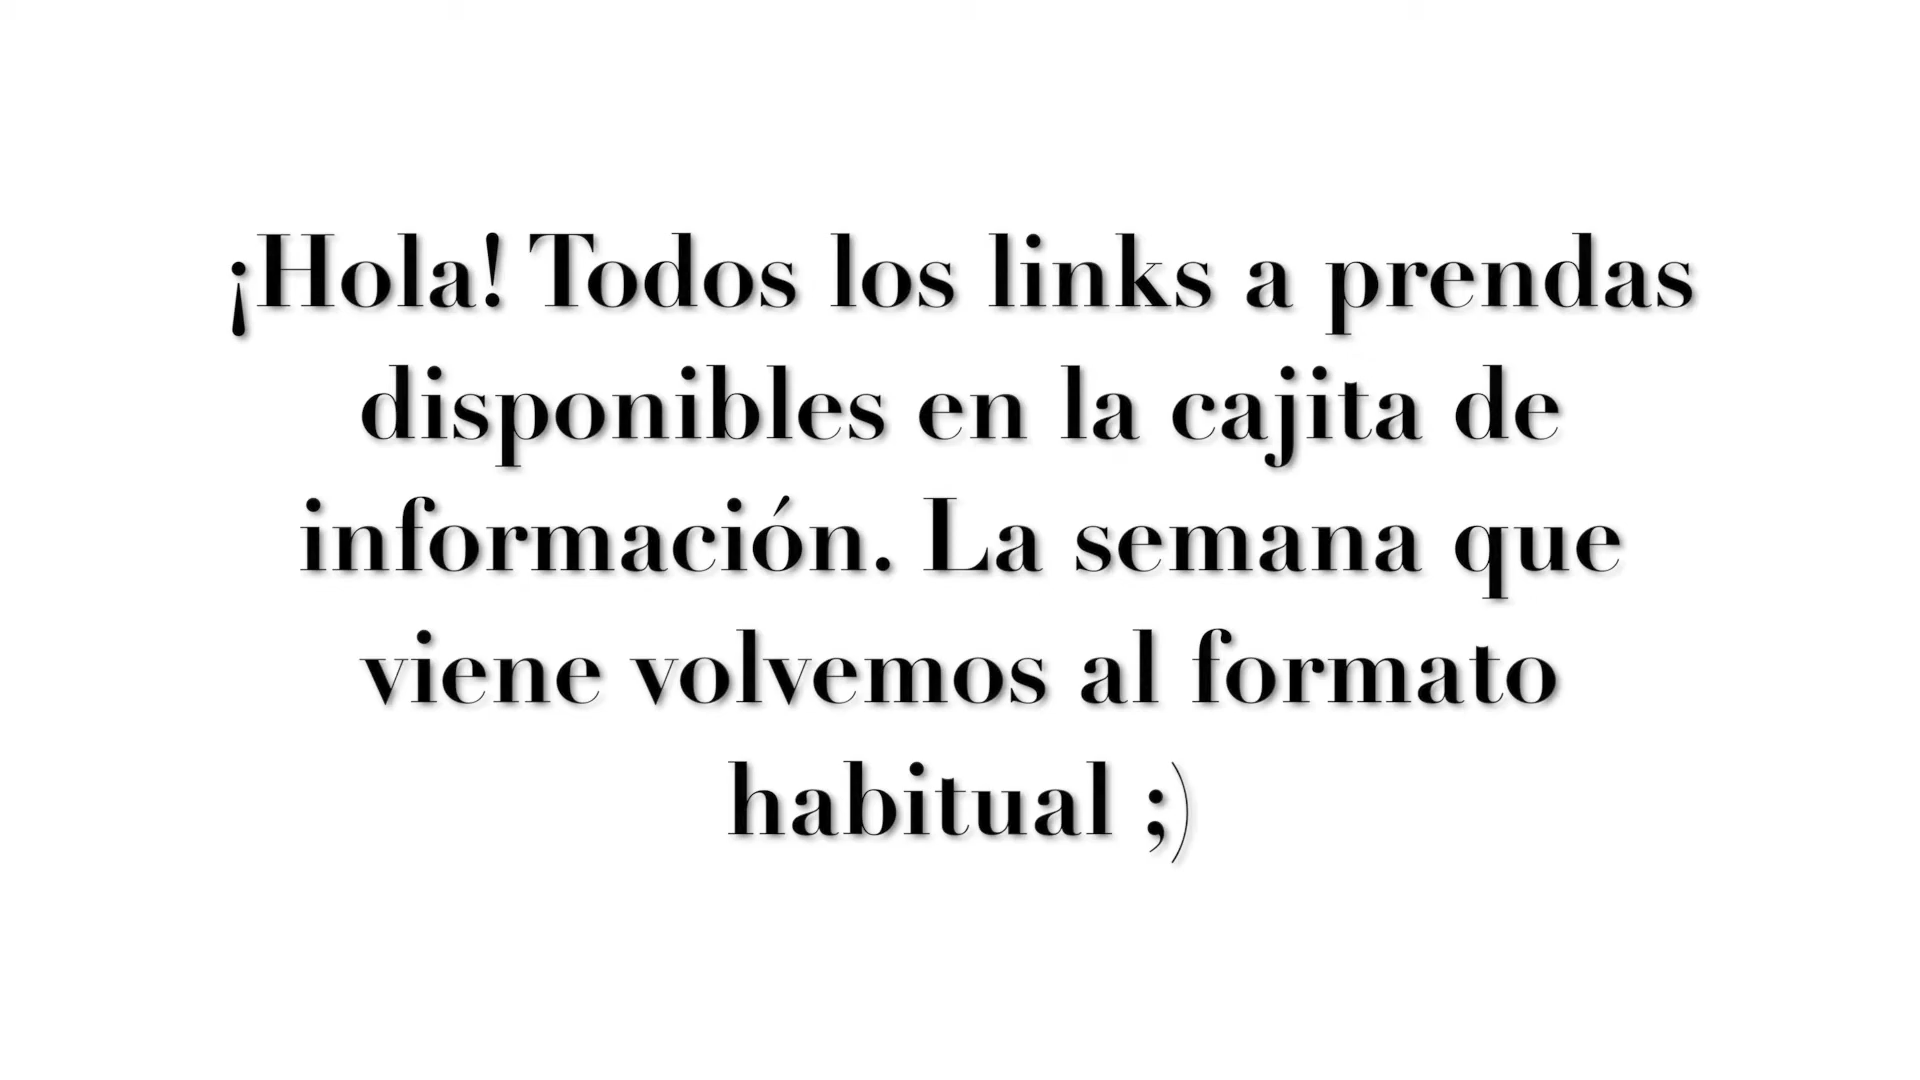 ¡Hola! Todos los links a prendas
disponibles en la cajita de
información. La semana que
viene volvemos al formato
habitual ;)